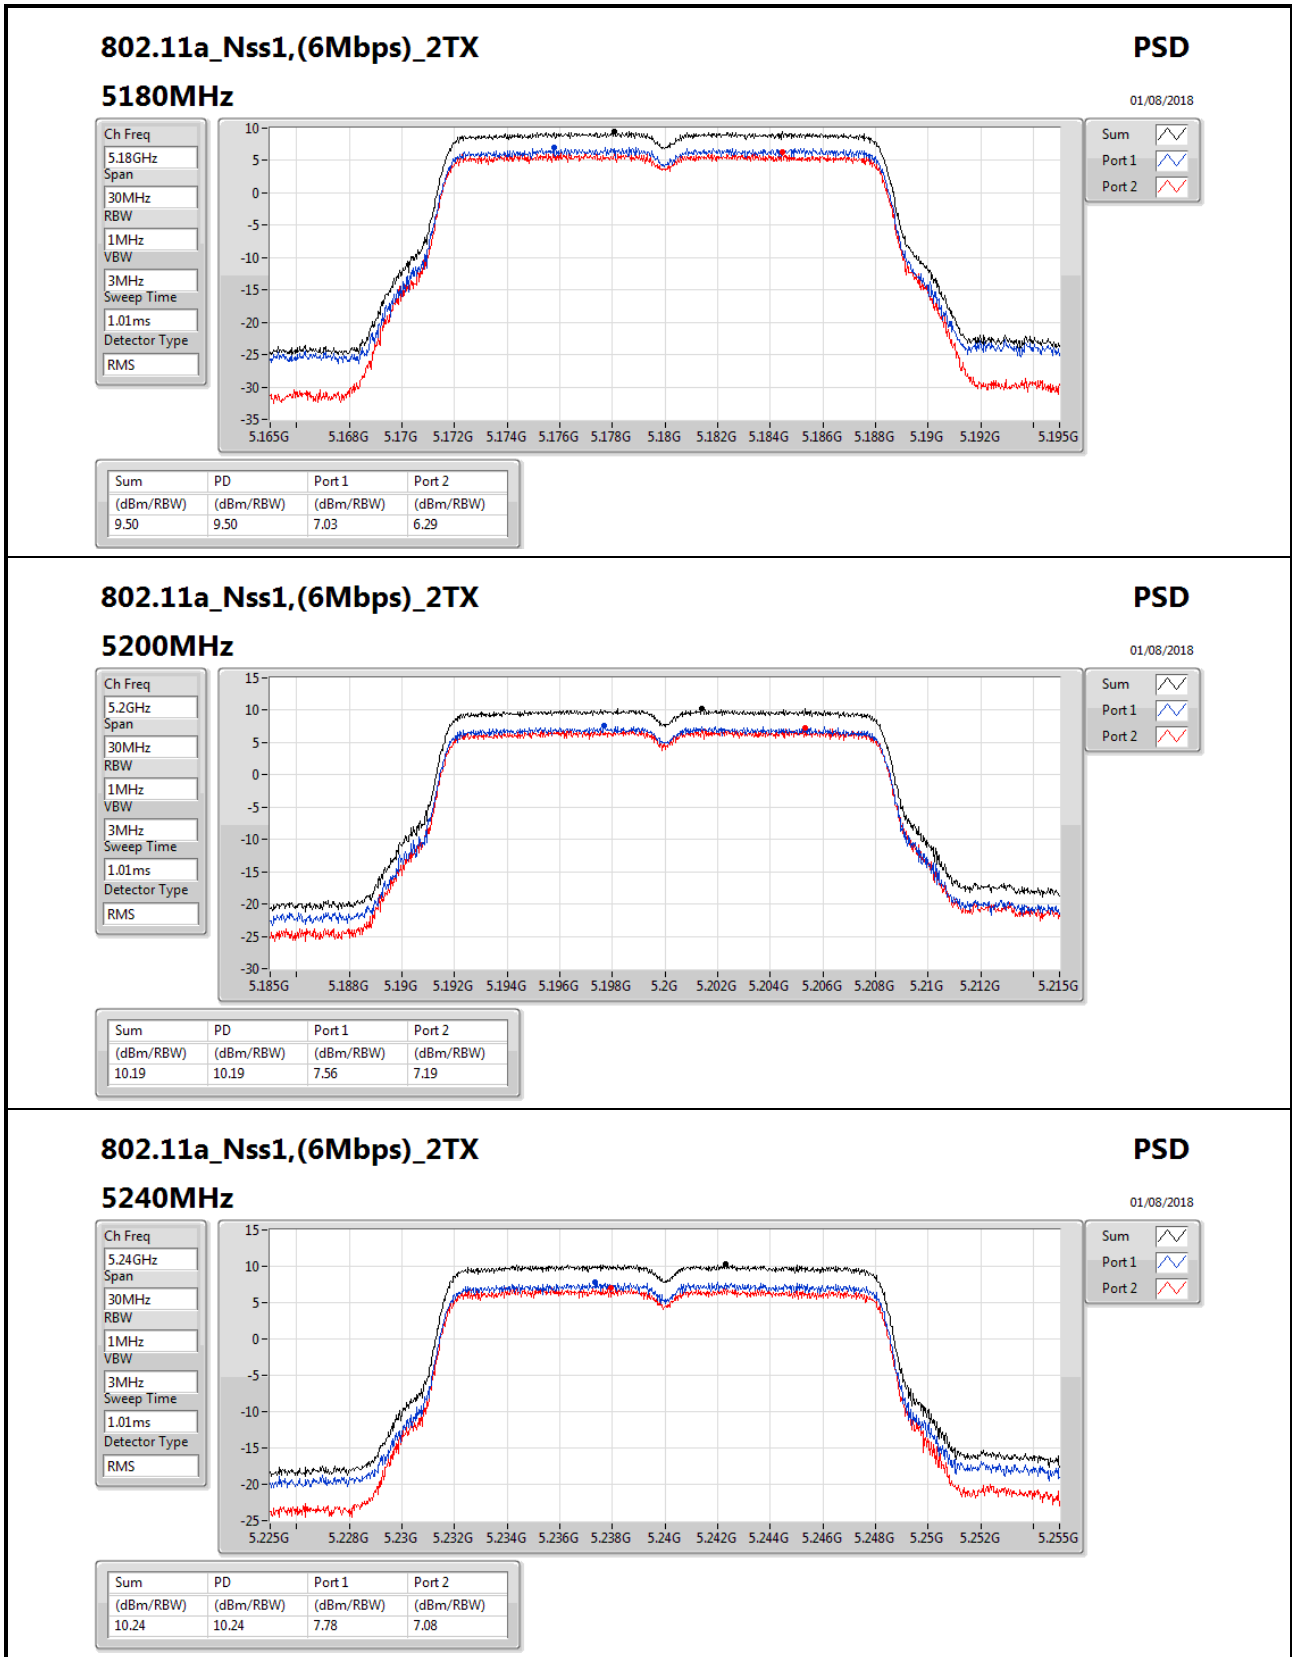 802.11a_Nss1,(6Mbps)_2TX PSD
5180MHz 01/08/2018
Ch Freq
5.18GHz
Span
30MHz
RBW
1MHz
VBW
3MHz
Sweep Time
1.01ms
Detector Type
RMS
10
5
0
-5
-10
-15
-20
-25
-30
-35
5.165G 5.168G 5.17G 5.172G 5.174G 5.176G 5.178G 5.18G 5.182G 5.184G 5.186G 5.188G 5.19G 5.192G 5.195G
Sum
Port 1
Port 2
Sum PD Port 1 Port 2
(dBm/RBW) (dBm/RBW) (dBm/RBW) (dBm/RBW)
9.50 9.50 7.03 6.29
802.11a_Nss1,(6Mbps)_2TX PSD
5200MHz 01/08/2018
Ch Freq
5.2GHz
Span
30MHz
RBW
1MHz
VBW
3MHz
Sweep Time
1.01ms
Detector Type
RMS
15
10
5
0
-5
-10
-15
-20
-25
-30
5.185G 5.188G 5.19G 5.192G 5.194G 5.196G 5.198G 5.2G 5.202G 5.204G 5.206G 5.208G 5.21G 5.212G 5.215G
Sum
Port 1
Port 2
Sum PD Port 1 Port 2
(dBm/RBW) (dBm/RBW) (dBm/RBW) (dBm/RBW)
10.19 10.19 7.56 7.19
802.11a_Nss1,(6Mbps)_2TX PSD
5240MHz 01/08/2018
Ch Freq
5.24GHz
Span
30MHz
RBW
1MHz
VBW
3MHz
Sweep Time
1.01ms
Detector Type
RMS
15
10
5
0
-5
-10
-15
-20
-25
5.225G 5.228G 5.23G 5.232G 5.234G 5.236G 5.238G 5.24G 5.242G 5.244G 5.246G 5.248G 5.25G 5.252G 5.255G
Sum
Port 1
Port 2
Sum PD Port 1 Port 2
(dBm/RBW) (dBm/RBW) (dBm/RBW) (dBm/RBW)
10.24 10.24 7.78 7.08